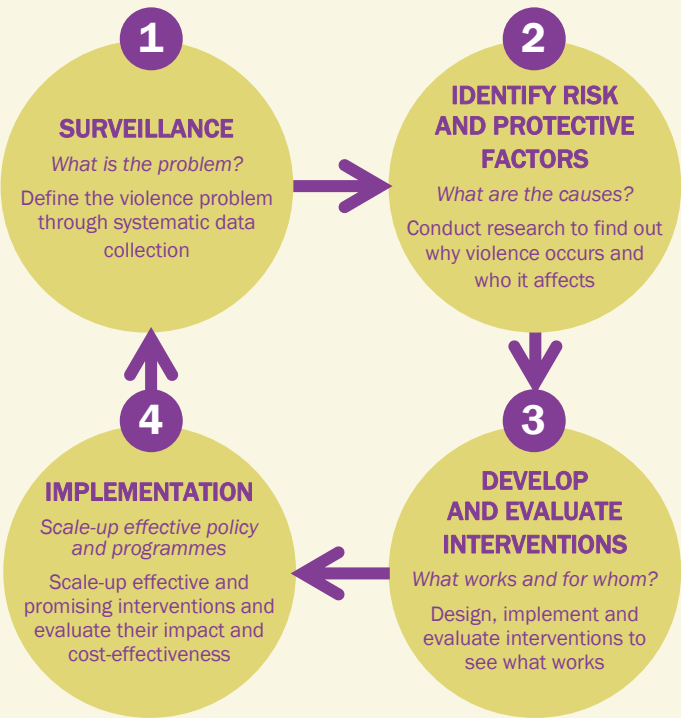 1
SURVEILLANCE
What is the problem?
Define the violence problem
through systematic data
collection
2
IDENTIFY RISK
AND PROTECTIVE
FACTORS
What are the causes?
Conduct research to find out
why violence occurs and
who it affects
3
DEVELOP
AND EVALUATE
INTERVENTIONS
What works and for whom?
Design, implement and
evaluate interventions to
see what works
4
IMPLEMENTATION
Scale-up effective policy
and programmes
Scale-up effective and
promising interventions and
evaluate their impact and
cost-effectiveness